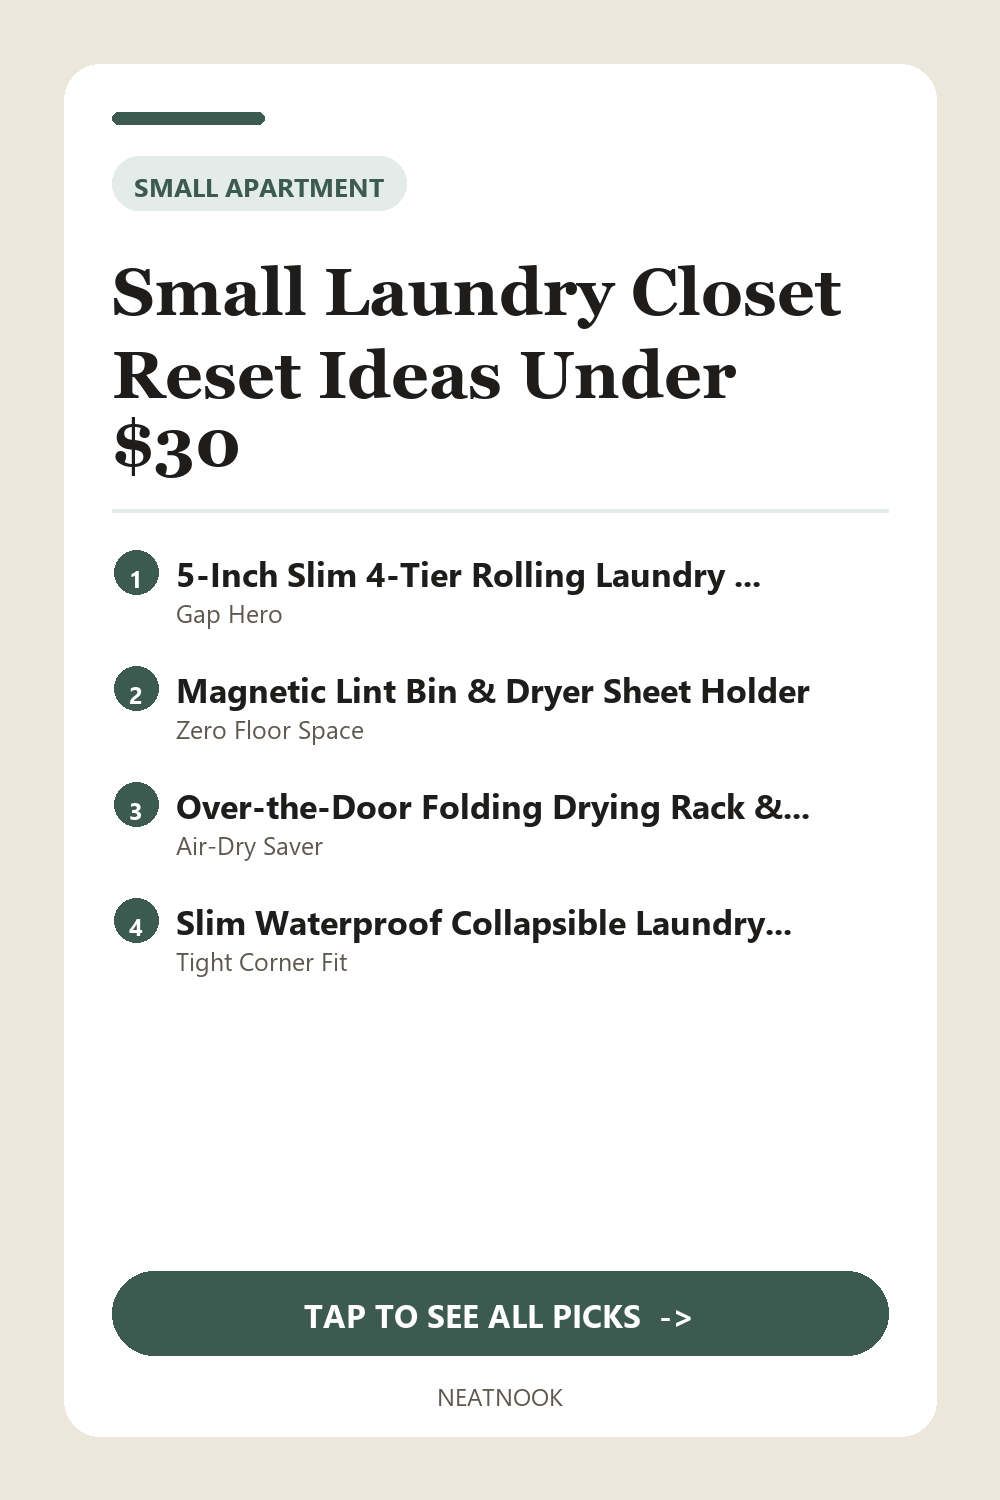 SMALL APARTMENT
Small Laundry Closet
Reset Ideas Under
$30
1 5-Inch Slim 4-Tier Rolling Laundry ...
Gap Hero
2 Magnetic Lint Bin & Dryer Sheet Holder
Zero Floor Space
3 Over-the-Door Folding Drying Rack &...
Air-Dry Saver
4 Slim Waterproof Collapsible Laundry...
Tight Corner Fit
TAP TO SEE ALL PICKS ->
NEATNOOK